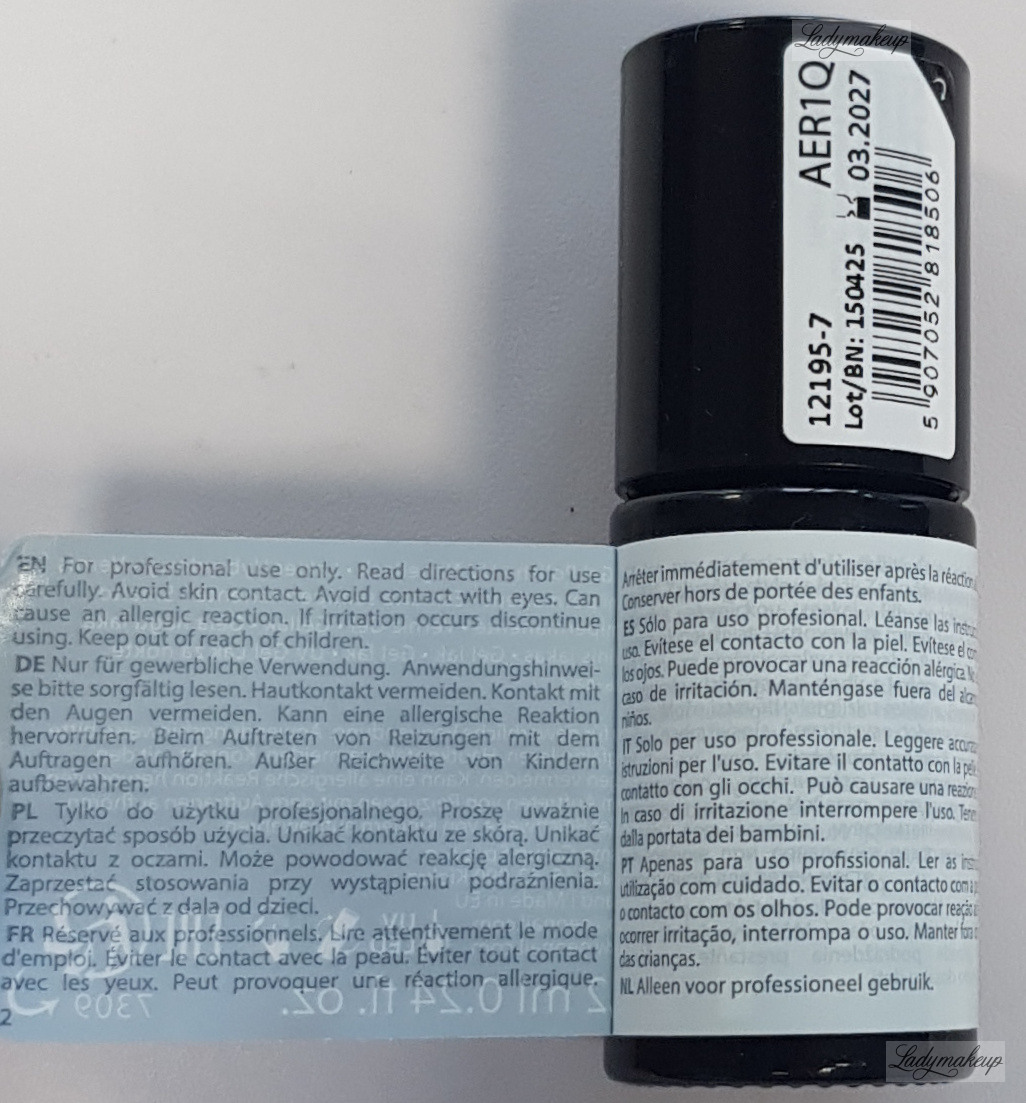 Ladymakeup
AER1Q
03.2027
12195-7
Lot/BN: 150425
5 907052 818506
EN For professional use only. Read directions for use
carefully. Avoid skin contact. Avoid contact with eyes. Can
cause an allergic reaction. If irritation occurs discontinue
using. Keep out of reach of children.
DE Nur für gewerbliche Verwendung. Anwendungshinwei-
se bitte sorgfältig lesen. Hautkontakt vermeiden. Kontakt mit
den Augen vermeiden. Kann eine allergische Reaktion
hervorrufen. Beim Auftreten von Reizungen mit dem
Auftragen aufhören. Außer Reichweite von Kindern
aufbewahren.
PL Tylko do użytku profesjonalnego. Proszę uważnie
przeczytać sposób użycia. Unikać kontaktu ze skórą. Unikać
kontaktu z oczami. Może powodować reakcję alergiczną.
Zaprzestać stosowania przy wystąpieniu podrażnienia.
Przechowywać z dala od dzieci.
FR Réservé aux professionnels. Lire attentivement le mode
d'emploi. Éviter le contact avec la peau. Éviter tout contact
avec les yeux. Peut provoquer une réaction allergique.
2
Arrêter immédiatement d'utiliser après la
Conserver hors de portée des enfants.
ES Sólo para uso profesional. Léanse las
uso. Evítese el contacto con la piel. Evítese el
los ojos. Puede provocar una reacción alérgica.
caso de irritación. Manténgase fuera del
niños.
IT Solo per uso professionale. Leggere
istruzioni per l'uso. Evitare il contatto con la
contatto con gli occhi. Può causare una
In caso di irritazione interrompere l'uso.
dalla portata dei bambini.
PT Apenas para uso profissional. Ler as
utilização com cuidado. Evitar o contacto com
o contacto com os olhos. Pode provocar
ocorrer irritação, interrompa o uso. Manter
das crianças.
NL Alleen voor professioneel gebruik.
7309
2 ml 0.24 fl. oz.
Ladymakeup